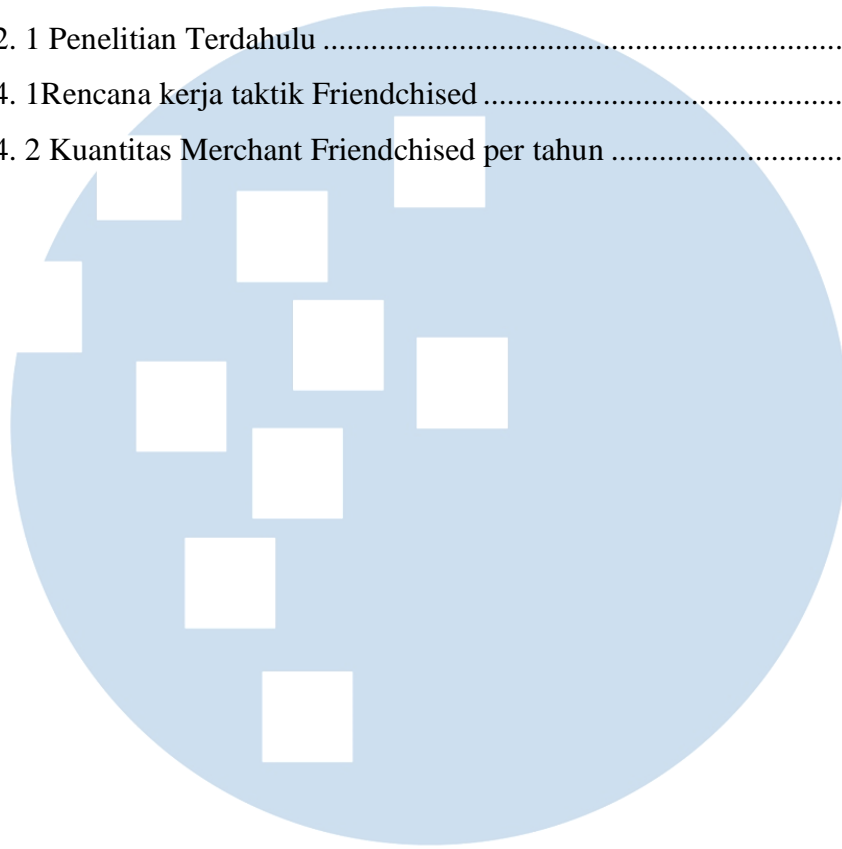 2. 1 Penelitian Terdahulu ................................................................
4. 1Rencana kerja taktik Friendchised .............................................
4. 2 Kuantitas Merchant Friendchised per tahun .............................